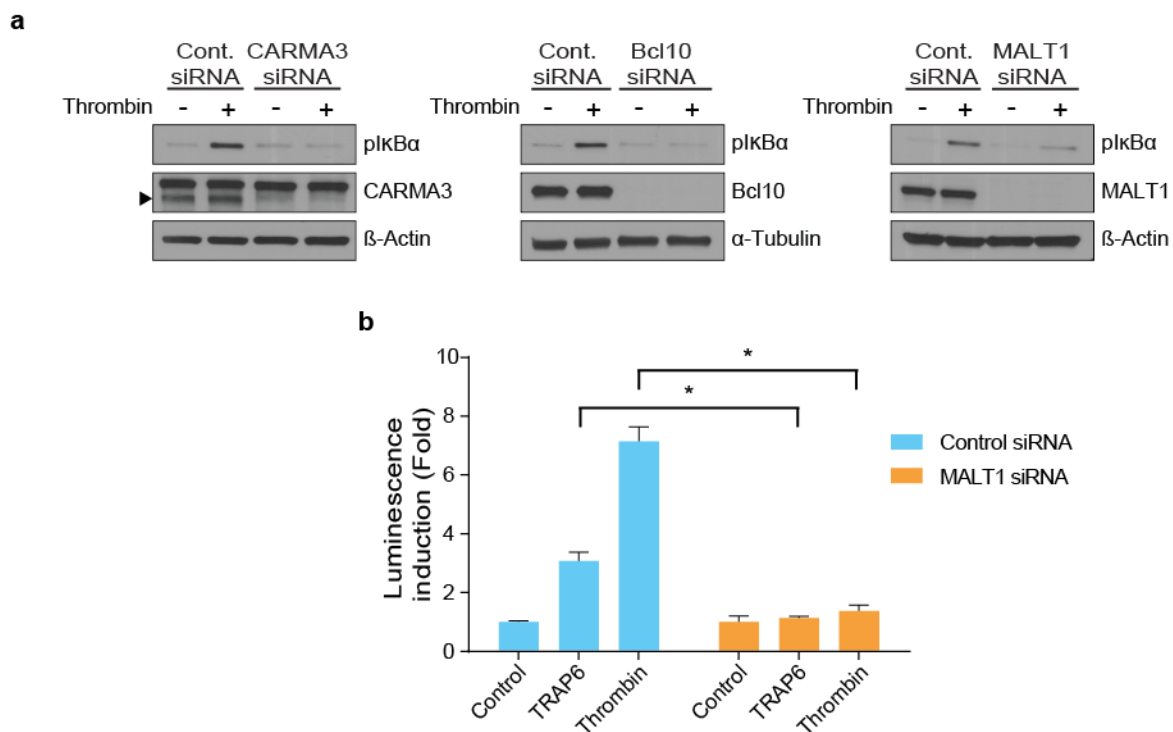 a
Cont. siRNA CARMA3 siRNA
Thrombin - + - +
pIκBα
CARMA3
ß-Actin
Cont. siRNA Bcl10 siRNA
Thrombin - + - +
pIκBα
Bcl10
α-Tubulin
Cont. siRNA MALT1 siRNA
Thrombin - + - +
pIκBα
MALT1
ß-Actin
b
Luminescence
induction (Fold)
10
8
6
4
2
0
*
*
Control siRNA
MALT1 siRNA
Control
TRAP6
Thrombin
Control
TRAP6
Thrombin